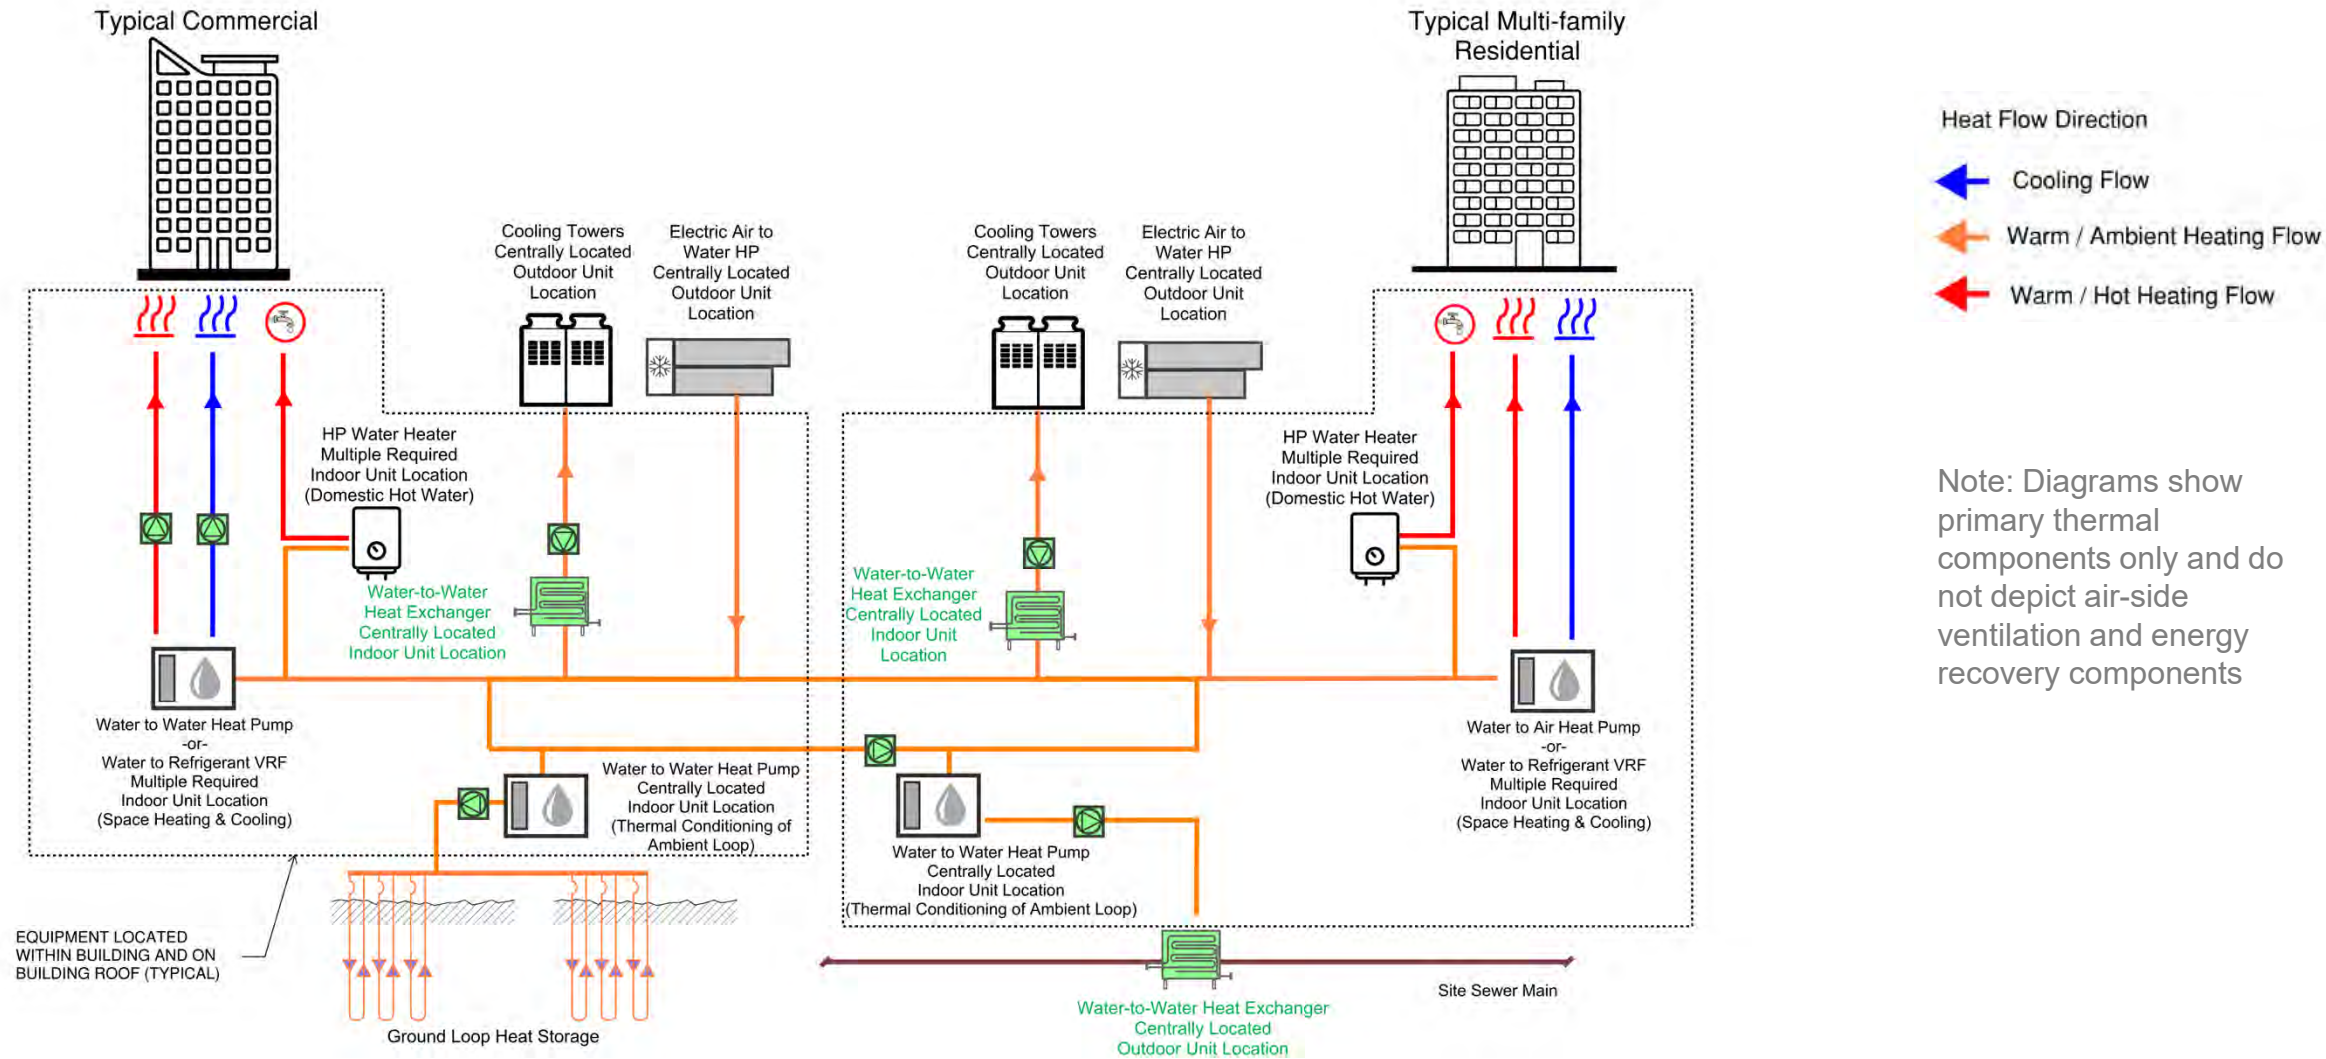 Typical Commercial
Typical Multi-family
Residential
Heat Flow Direction
Cooling Flow
Warm / Ambient Heating Flow
Warm / Hot Heating Flow
Cooling Towers
Centrally Located
Outdoor Unit
Location
Electric Air to
Water HP
Centrally Located
Outdoor Unit
Location
Cooling Towers
Centrally Located
Outdoor Unit
Location
Electric Air to
Water HP
Centrally Located
Outdoor Unit
Location
HP Water Heater
Multiple Required
Indoor Unit Location
(Domestic Hot Water)
HP Water Heater
Multiple Required
Indoor Unit Location
(Domestic Hot Water)
Note: Diagrams show
primary thermal
components only and do
not depict air-side
ventilation and energy
recovery components
Water-to-Water
Heat Exchanger
Centrally Located
Indoor Unit Location
Water-to-Water
Heat Exchanger
Centrally Located
Indoor Unit
Location
Water to Water Heat Pump
-or-
Water to Refrigerant VRF
Multiple Required
Indoor Unit Location
(Space Heating & Cooling)
Water to Water Heat Pump
Centrally Located
Indoor Unit Location
(Thermal Conditioning of
Ambient Loop)
Water to Water Heat Pump
Centrally Located
Indoor Unit Location
(Thermal Conditioning of Ambient Loop)
Water to Air Heat Pump
-or-
Water to Refrigerant VRF
Multiple Required
Indoor Unit Location
(Space Heating & Cooling)
EQUIPMENT LOCATED
WITHIN BUILDING AND ON
BUILDING ROOF (TYPICAL)
Ground Loop Heat Storage
Site Sewer Main
Water-to-Water Heat Exchanger
Centrally Located
Outdoor Unit Location